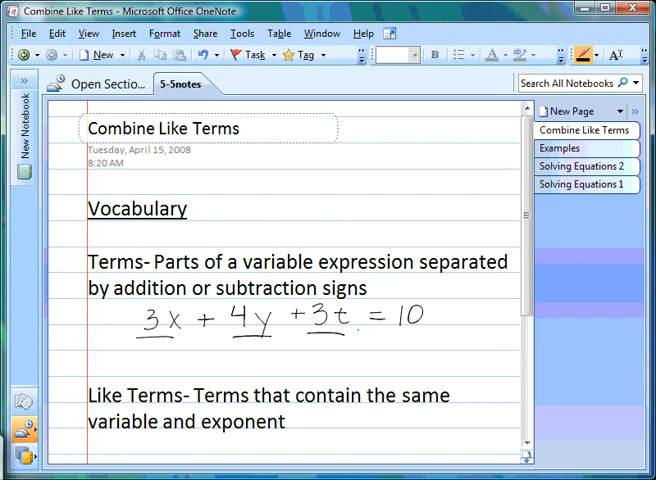 Combine Like Terms - Microsoft Office OneNote
File Edit View Insert Format Share Tools Table Window Help
New Task Tag B A A
Open Sectio... 5-5notes Search All Notebooks
New Notebook
New Page
Combine Like Terms
Examples
Solving Equations 2
Solving Equations 1
Combine Like Terms
Tuesday, April 15, 2008
8:20 AM
Vocabulary
Terms- Parts of a variable expression separated
by addition or subtraction signs
3x + 4y + 3t = 10
Like Terms- Terms that contain the same
variable and exponent